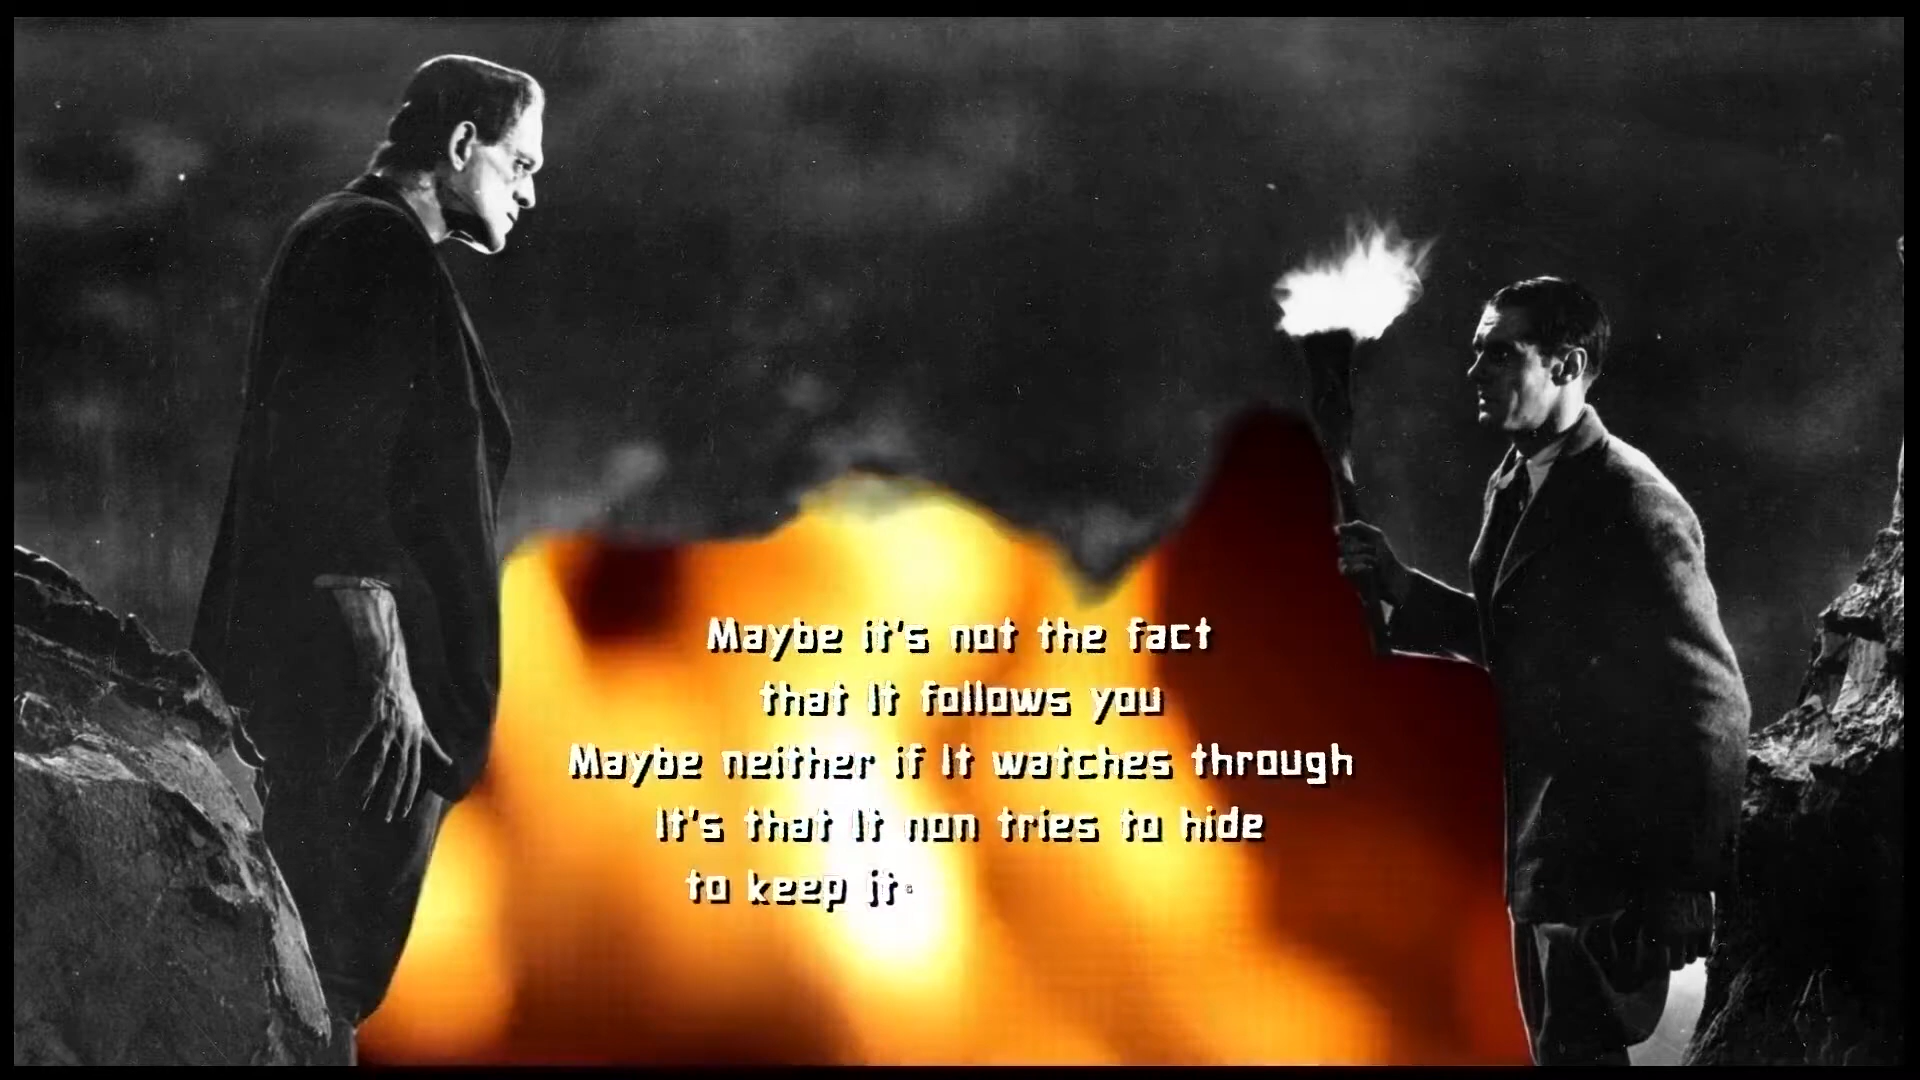 Maybe it's not the fact
that It follows you
Maybe neither if It watches through
It's that It non tries to hide
to keep it